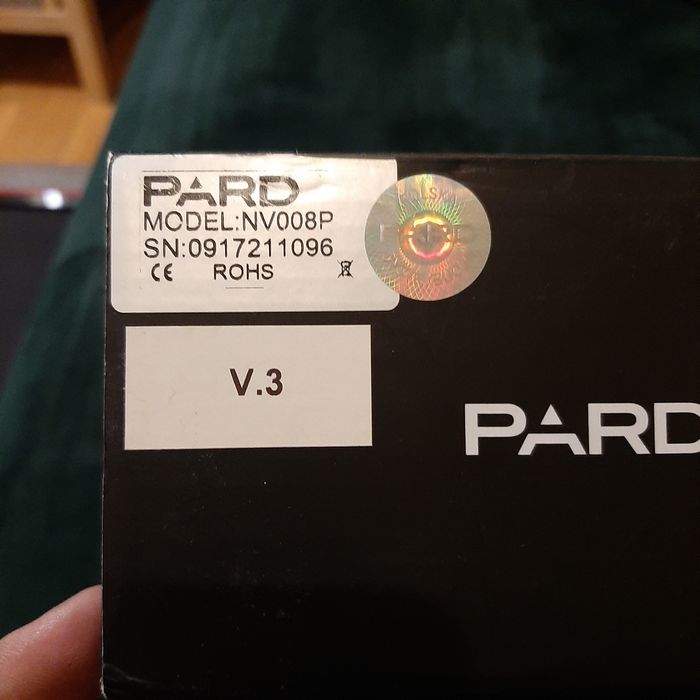 PARD
MODEL:NV008P
SN:0917211096
CE ROHS
V.3
PARD